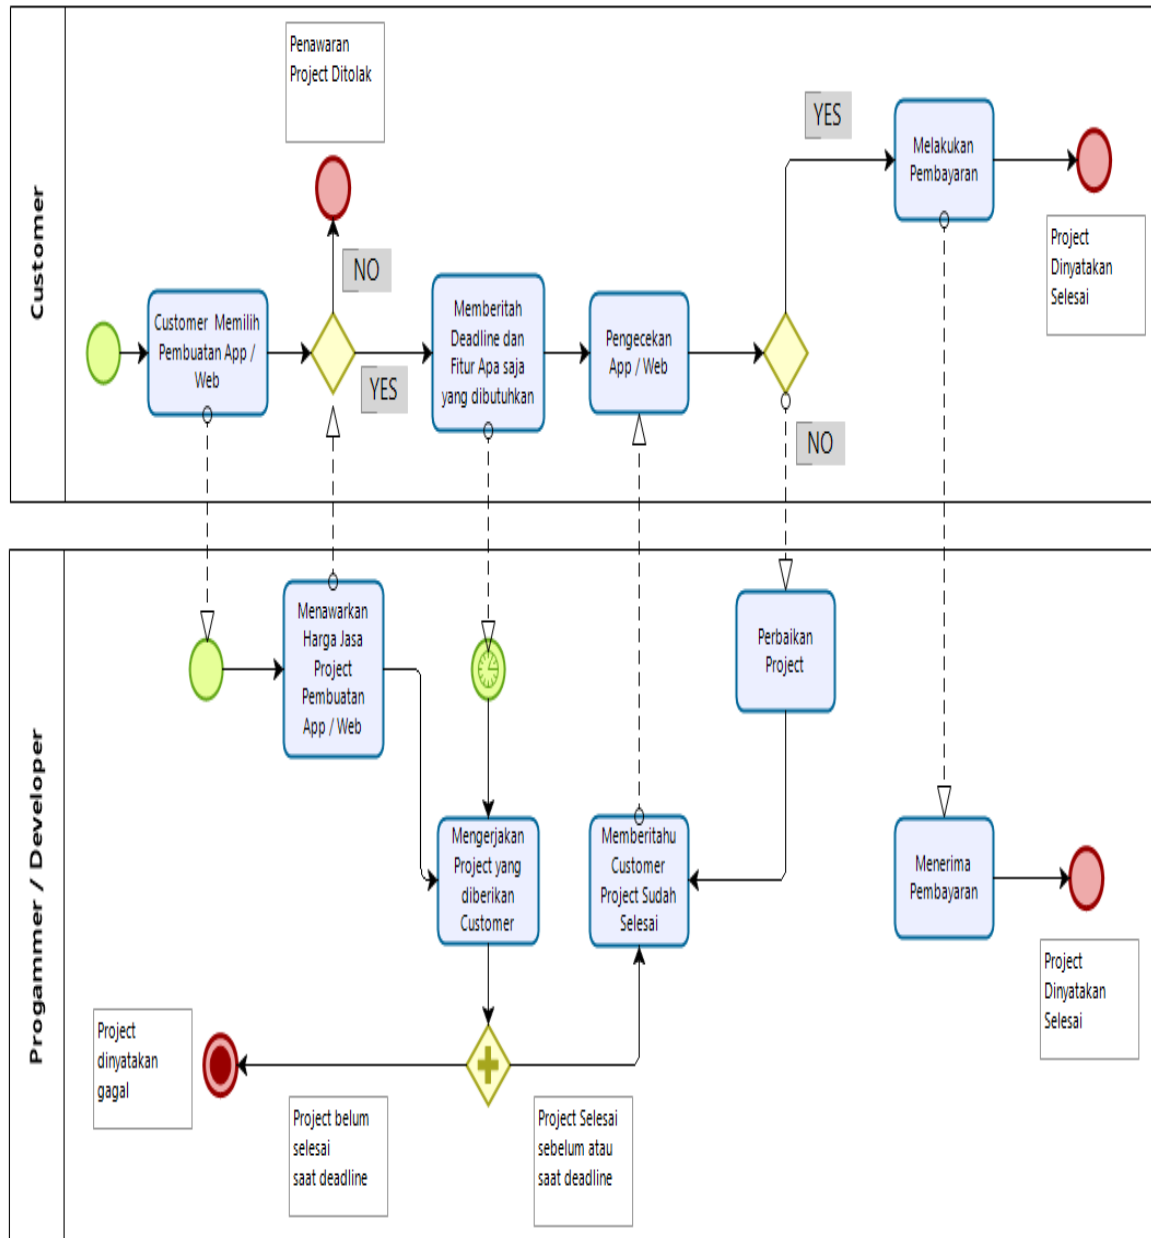 Customer
Penawaran
Project Ditolak
NO
YES
Customer Memilih
Pembuatan App /
Web
Memberitah
Deadline dan
Fitur Apa saja
yang dibutuhkan
Pengecekan
App / Web
YES
NO
Melakukan
Pembayaran
Project
Dinyatakan
Selesai
Progammer / Developer
Menawarkan
Harga Jasa
Project
Pembuatan
App / Web
Mengerjakan
Project yang
diberikan
Customer
Memberitahu
Customer
Project Sudah
Selesai
Perbaikan
Project
Menerima
Pembayaran
Project
Dinyatakan
Selesai
Project
dinyatakan
gagal
Project belum
selesai
saat deadline
Project Selesai
sebelum atau
saat deadline